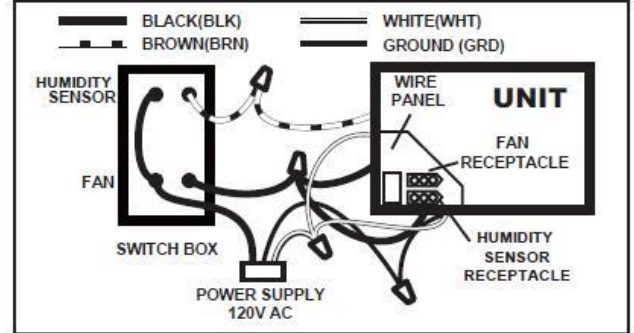 BLACK(BLK)
WHITE(WHT)
BROWN(BRN)
GROUND (GRD)
HUMIDITY
SENSOR
WIRE
PANEL
UNIT
FAN
RECEPTACLE
FAN
SWITCH BOX
HUMIDITY
SENSOR
RECEPTACLE
POWER SUPPLY
120V AC